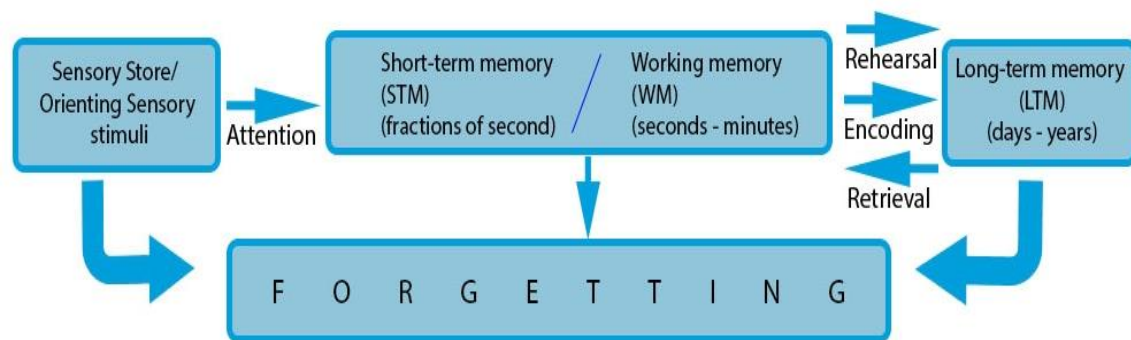 Sensory Store/
Orienting Sensory
stimuli
Attention
Short-term memory
(STM)
(fractions of second)
Working memory
(WM)
(seconds - minutes)
Rehearsal
Encoding
Retrieval
Long-term memory
(LTM)
(days - years)
F O R G E T T I N G